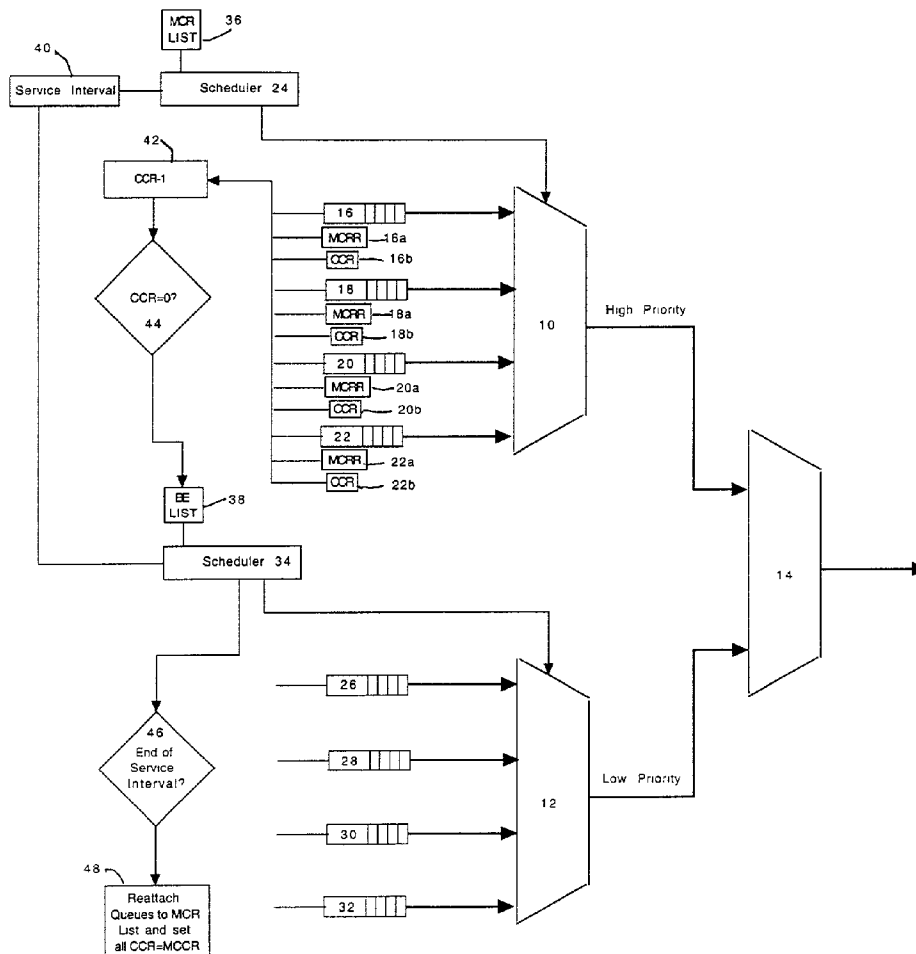 MCR
LIST
36
40
Service Interval
Scheduler 24
42
CCR-1
16
MCRR
16a
CCR
16b
18
MCRR
18a
CCR
18b
20
MCRR
20a
CCR
20b
22
MCRR
22a
CCR
22b
CCR=0?
44
10
High Priority
BE
LIST
38
Scheduler 34
14
26
28
30
32
12
Low Priority
46
End of
Service
Interval?
48
Reattach
Queues to MCR
List and set
all CCR=MCCR